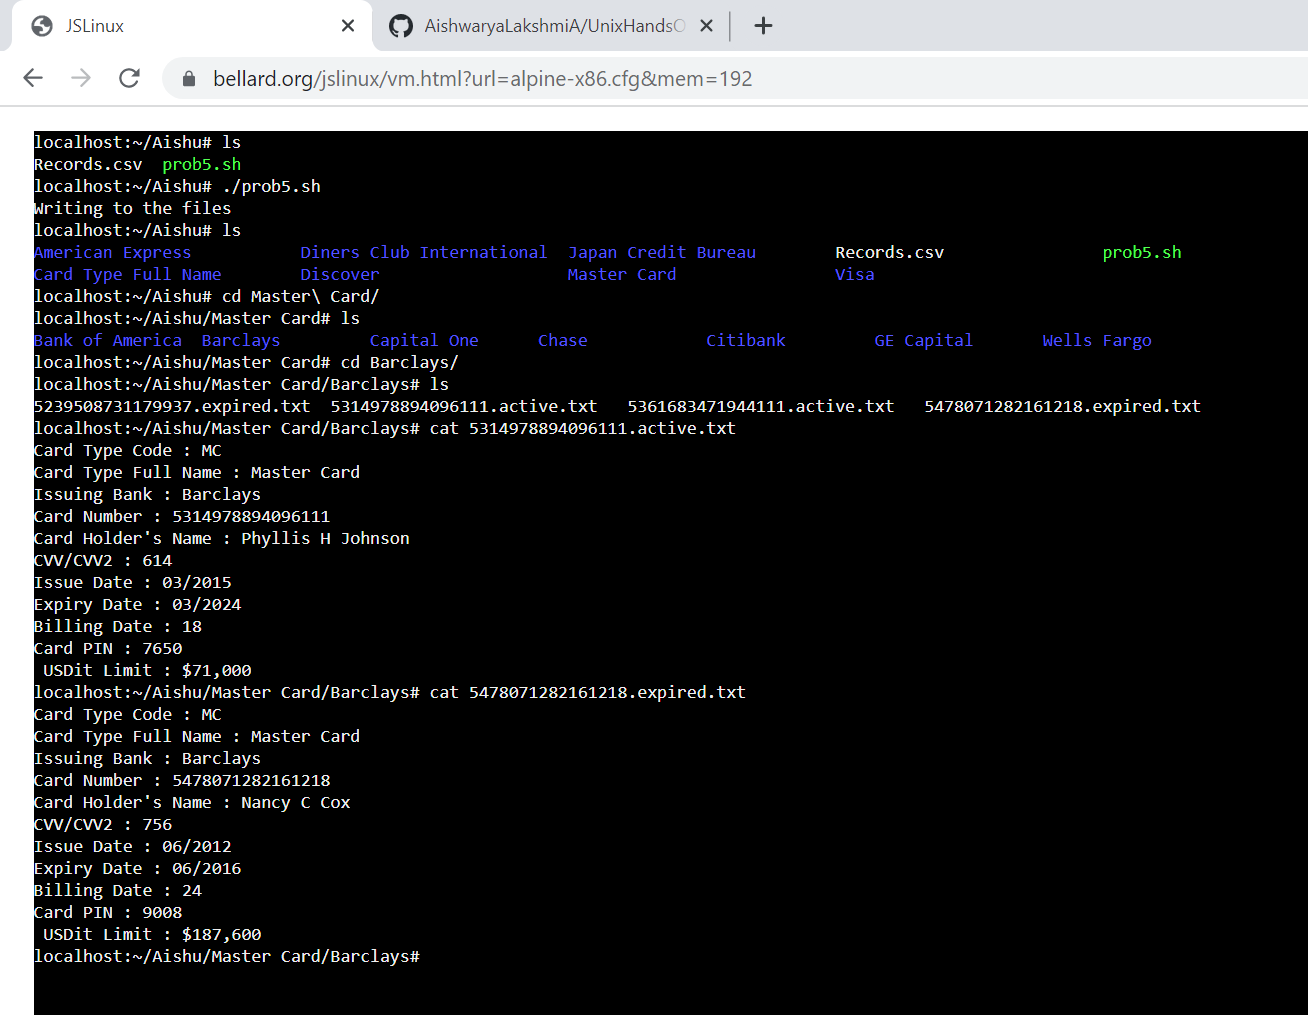 JSLinux
AishwaryaLakshmiA/UnixHandsO
bellard.org/jslinux/vm.html?url=alpine-x86.cfg&mem=192
localhost:~/Aishu# ls
Records.csv  prob5.sh
localhost:~/Aishu# ./prob5.sh
Writing to the files
localhost:~/Aishu# ls
American Express  Diners Club International  Japan Credit Bureau  Records.csv  prob5.sh
Card Type Full Name  Discover  Master Card  Visa
localhost:~/Aishu# cd Master\ Card/
localhost:~/Aishu/Master Card# ls
Bank of America  Barclays  Capital One  Chase  Citibank  GE Capital  Wells Fargo
localhost:~/Aishu/Master Card# cd Barclays/
localhost:~/Aishu/Master Card/Barclays# ls
5239508731179937.expired.txt  5314978894096111.active.txt  5361683471944111.active.txt  5478071282161218.expired.txt
localhost:~/Aishu/Master Card/Barclays# cat 5314978894096111.active.txt
Card Type Code : MC
Card Type Full Name : Master Card
Issuing Bank : Barclays
Card Number : 5314978894096111
Card Holder's Name : Phyllis H Johnson
CVV/CVV2 : 614
Issue Date : 03/2015
Expiry Date : 03/2024
Billing Date : 18
Card PIN : 7650
 USDit Limit : $71,000
localhost:~/Aishu/Master Card/Barclays# cat 5478071282161218.expired.txt
Card Type Code : MC
Card Type Full Name : Master Card
Issuing Bank : Barclays
Card Number : 5478071282161218
Card Holder's Name : Nancy C Cox
CVV/CVV2 : 756
Issue Date : 06/2012
Expiry Date : 06/2016
Billing Date : 24
Card PIN : 9008
 USDit Limit : $187,600
localhost:~/Aishu/Master Card/Barclays#